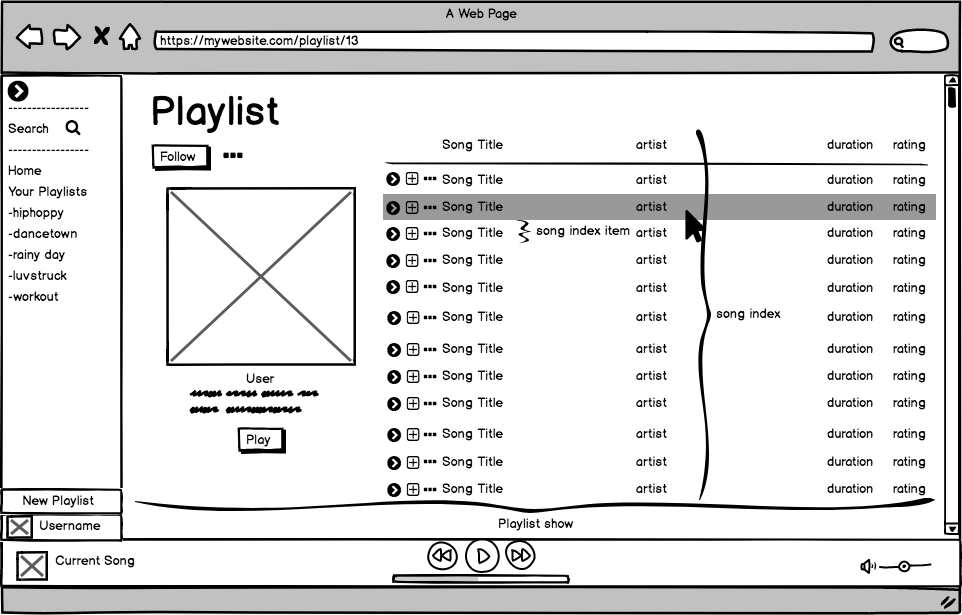 A Web Page
https://mywebsite.com/playlist/13
Search
Home
Your Playlists
-hiphoppy
-dancetown
-rainy day
-luvstruck
-workout
New Playlist
Username
Playlist
Follow
User
Play
Song Title artist duration rating
Song Title artist duration rating
Song Title artist duration rating
Song Title song index item artist duration rating
Song Title artist duration rating
Song Title artist duration rating
Song Title artist song index duration rating
Song Title artist duration rating
Song Title artist duration rating
Song Title artist duration rating
Song Title artist duration rating
Song Title artist duration rating
Song Title artist duration rating
Playlist show
Current Song